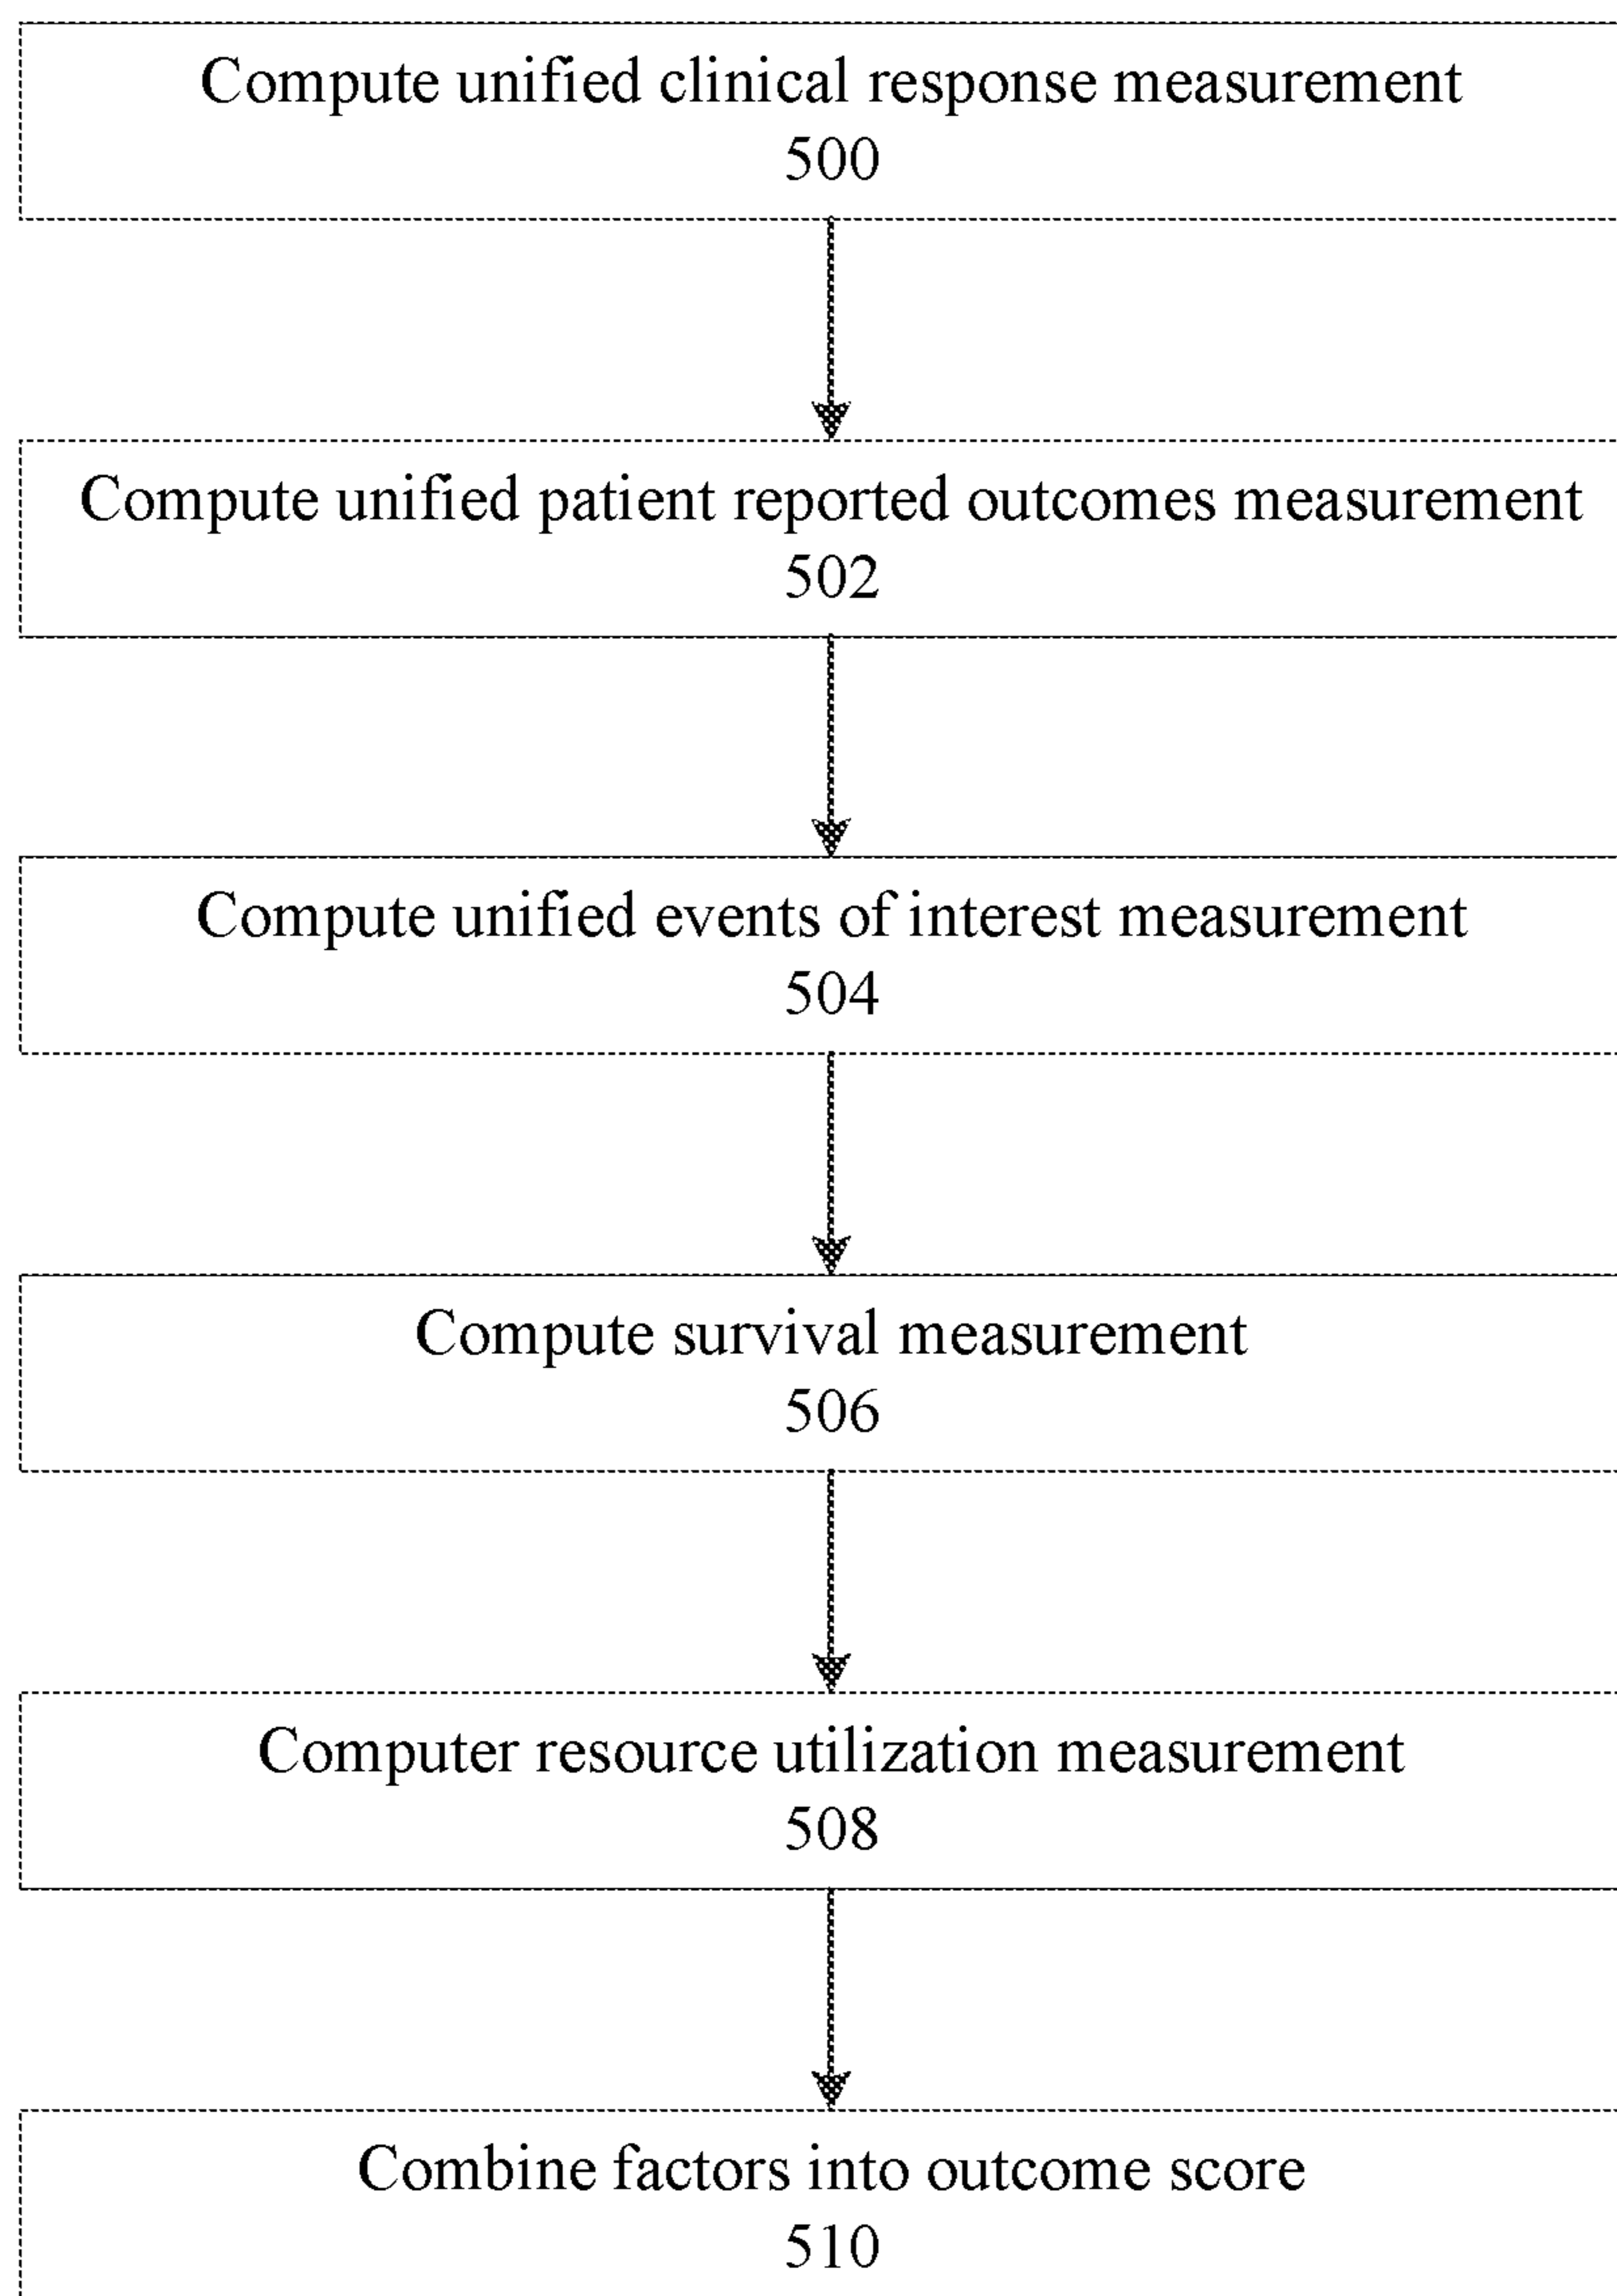 Compute unified clinical response measurement
500
Compute unified patient reported outcomes measurement
502
Compute unified events of interest measurement
504
Compute survival measurement
506
Computer resource utilization measurement
508
Combine factors into outcome score
510